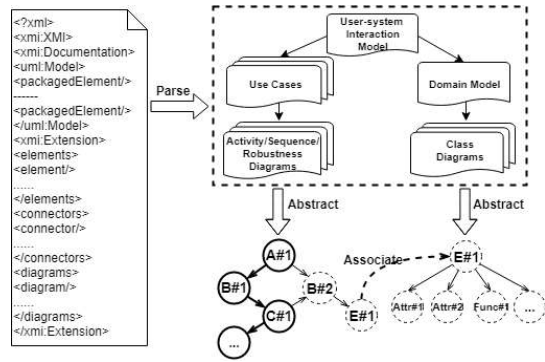 <?xml>
<xmi:XMI>
<xmi:Documentation>
<uml:Model>
<packagedElement/>
------
<packagedElement/>
</uml:Model>
<xmi:Extension>
<elements>
<element/>
......
</elements>
<connectors>
<connector/>
......
</connectors>
<diagrams>
<diagram/>
......
</diagrams>
</xmi:Extension>
Parse
User-system
Interaction
Model
Use Cases
Domain Model
Activity/Sequence/
Robustness
Diagrams
Class
Diagrams
Abstract
Abstract
A#1
B#1
B#2
C#1
E#1
...
Associate
E#1
Attr#1
Attr#2
Func#1
...